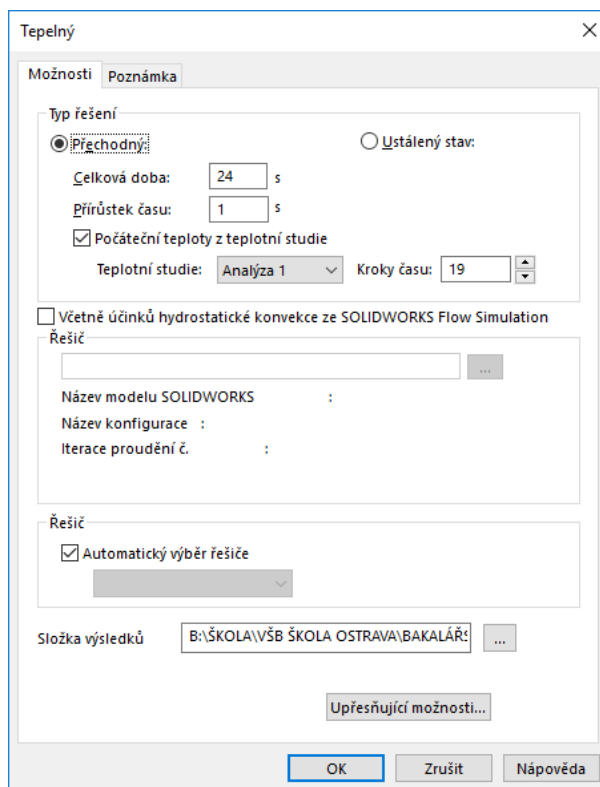 Tepelný
Možnosti Poznámka
Typ řešení
Přechodný: Ustálený stav:
Celková doba: 24 s
Přírůstek času: 1 s
Počáteční teploty z teplotní studie
Teplotní studie: Analýza 1 Kroky času: 19
Včetně účinků hydrostatické konvekce ze SOLIDWORKS Flow Simulation
Řešič
...
Název modelu SOLIDWORKS :
Název konfigurace :
Iterace proudění č. :
Řešič
Automatický výběr řešiče
Složka výsledků B:\ŠKOLA\VŠB ŠKOLA OSTRAVA\BAKALÁŘS ...
Upřesňující možnosti...
OK Zrušit Nápověda